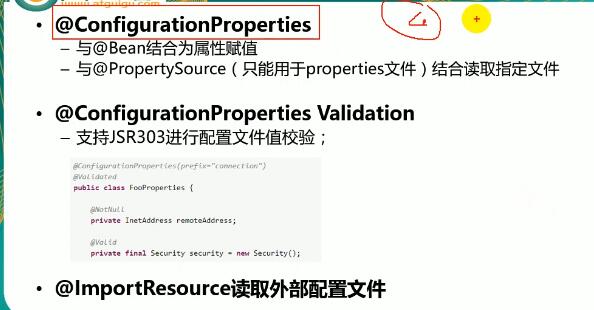 www.atguigu.com
• @ConfigurationProperties
– 与@Bean结合为属性赋值
– 与@PropertySource（只能用于properties文件）结合读取指定文件
• @ConfigurationProperties Validation
– 支持JSR303进行配置文件值校验；
@ConfigurationProperties(prefix="connection")
@Validated
public class FooProperties {
@NotNull
private InetAddress remoteAddress;
@Valid
private final Security security = new Security();
• @ImportResource读取外部配置文件